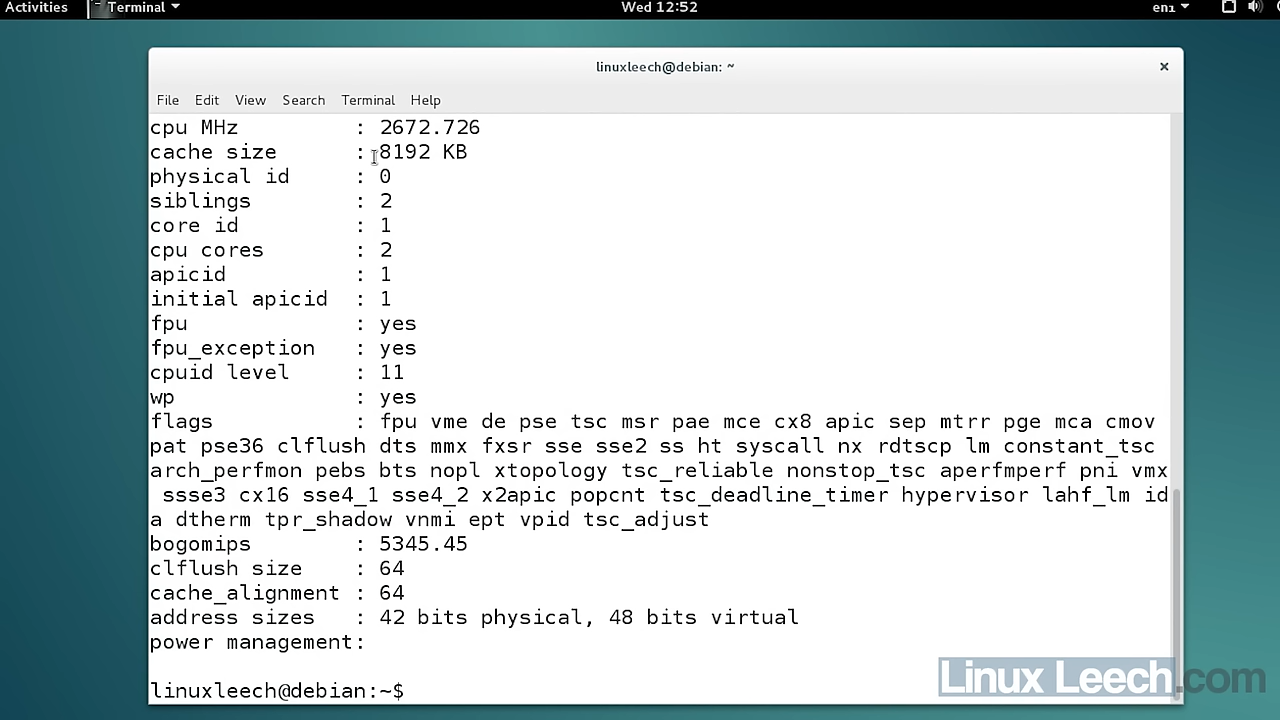 Activities Terminal Wed 12:52 en1
linuxleech@debian: ~ ×
File Edit View Search Terminal Help
cpu MHz : 2672.726
cache size : 8192 KB
physical id : 0
siblings : 2
core id : 1
cpu cores : 2
apicid : 1
initial apicid : 1
fpu : yes
fpu_exception : yes
cpuid level : 11
wp : yes
flags : fpu vme de pse tsc msr pae mce cx8 apic sep mtrr pge mca cmov
pat pse36 clflush dts mmx fxsr sse sse2 ss ht syscall nx rdtscp lm constant_tsc
arch_perfmon pebs bts nopl xtopology tsc_reliable nonstop_tsc aperfmperf pni vmx
ssse3 cx16 sse4_1 sse4_2 x2apic popcnt tsc_deadline_timer hypervisor lahf_lm id
a dtherm tpr_shadow vnmi ept vpid tsc_adjust
bogomips : 5345.45
clflush size : 64
cache_alignment : 64
address sizes : 42 bits physical, 48 bits virtual
power management:
linuxleech@debian:~$
Linux Leech.com